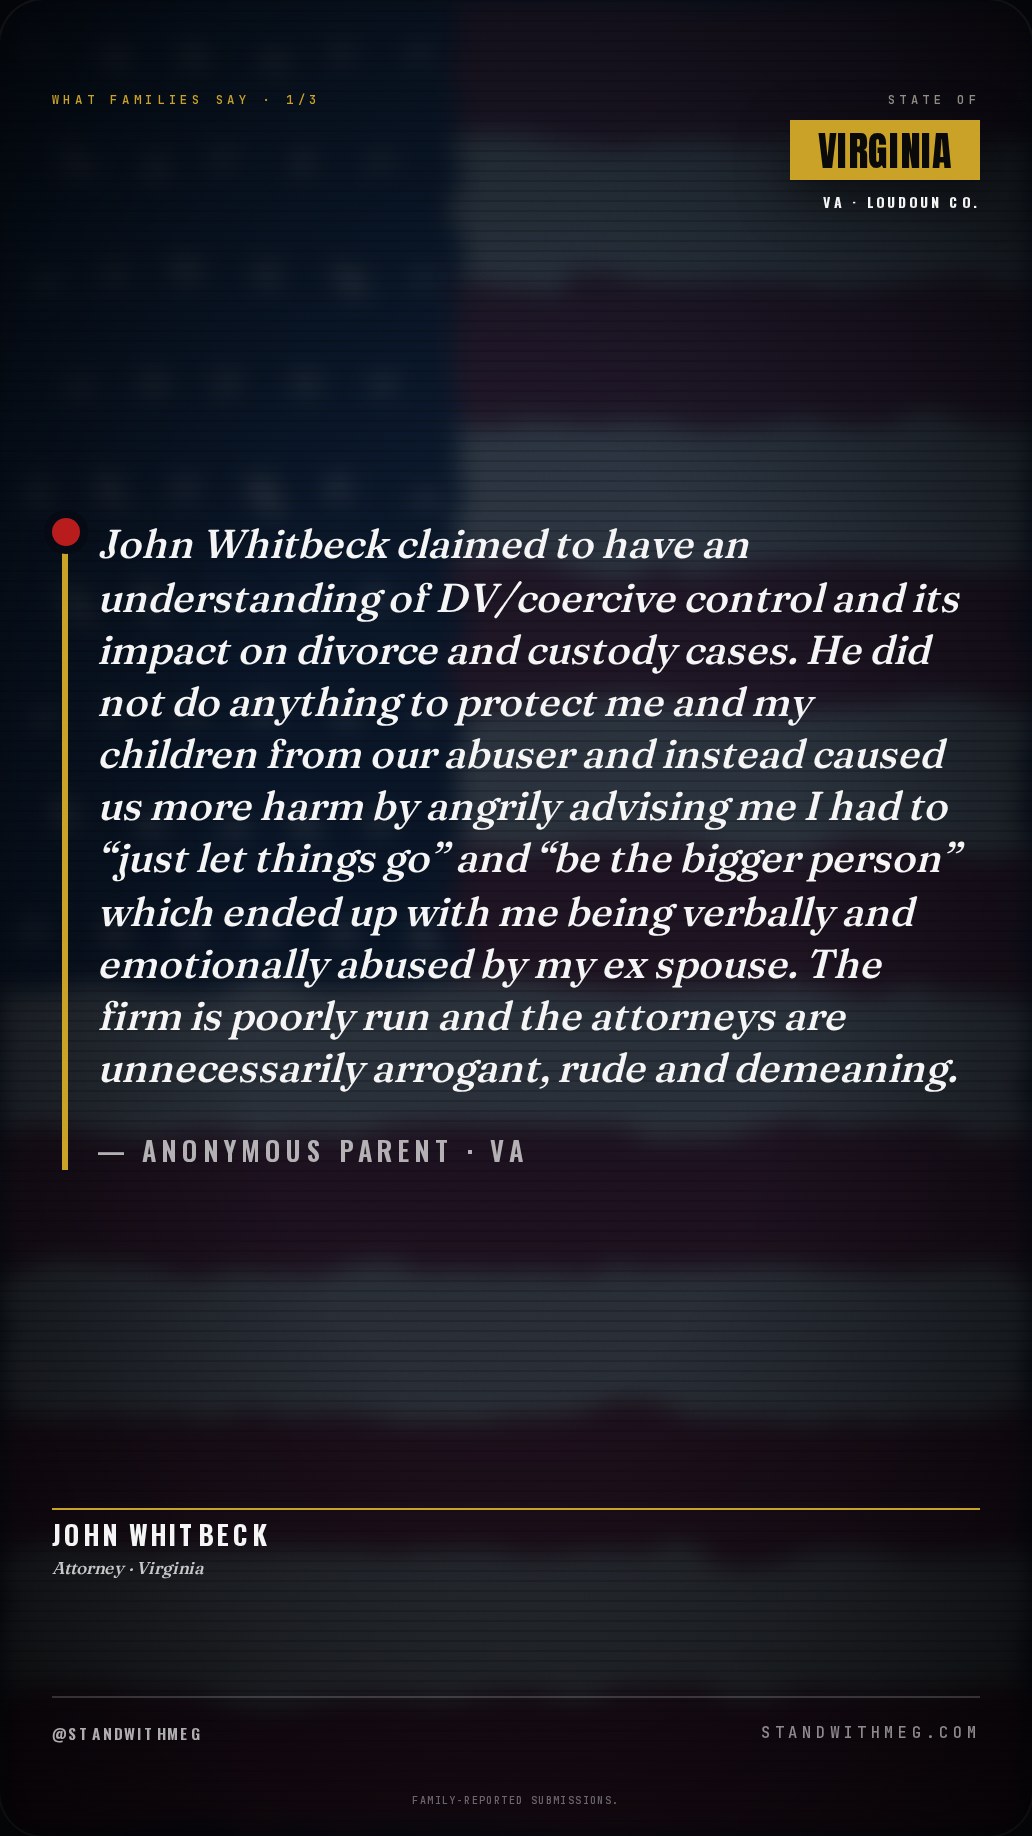 WHAT FAMILIES SAY · 1/3
STATE OF
VIRGINIA
VA · LOUDOUN CO.
John Whitbeck claimed to have an
understanding of DV/coercive control and its
impact on divorce and custody cases. He did
not do anything to protect me and my
children from our abuser and instead caused
us more harm by angrily advising me I had to
“just let things go” and “be the bigger person”
which ended up with me being verbally and
emotionally abused by my ex spouse. The
firm is poorly run and the attorneys are
unnecessarily arrogant, rude and demeaning.
— ANONYMOUS PARENT · VA
JOHN WHITBECK
Attorney · Virginia
@STANDWITHMEG
STANDWITHMEG.COM
FAMILY-REPORTED SUBMISSIONS.